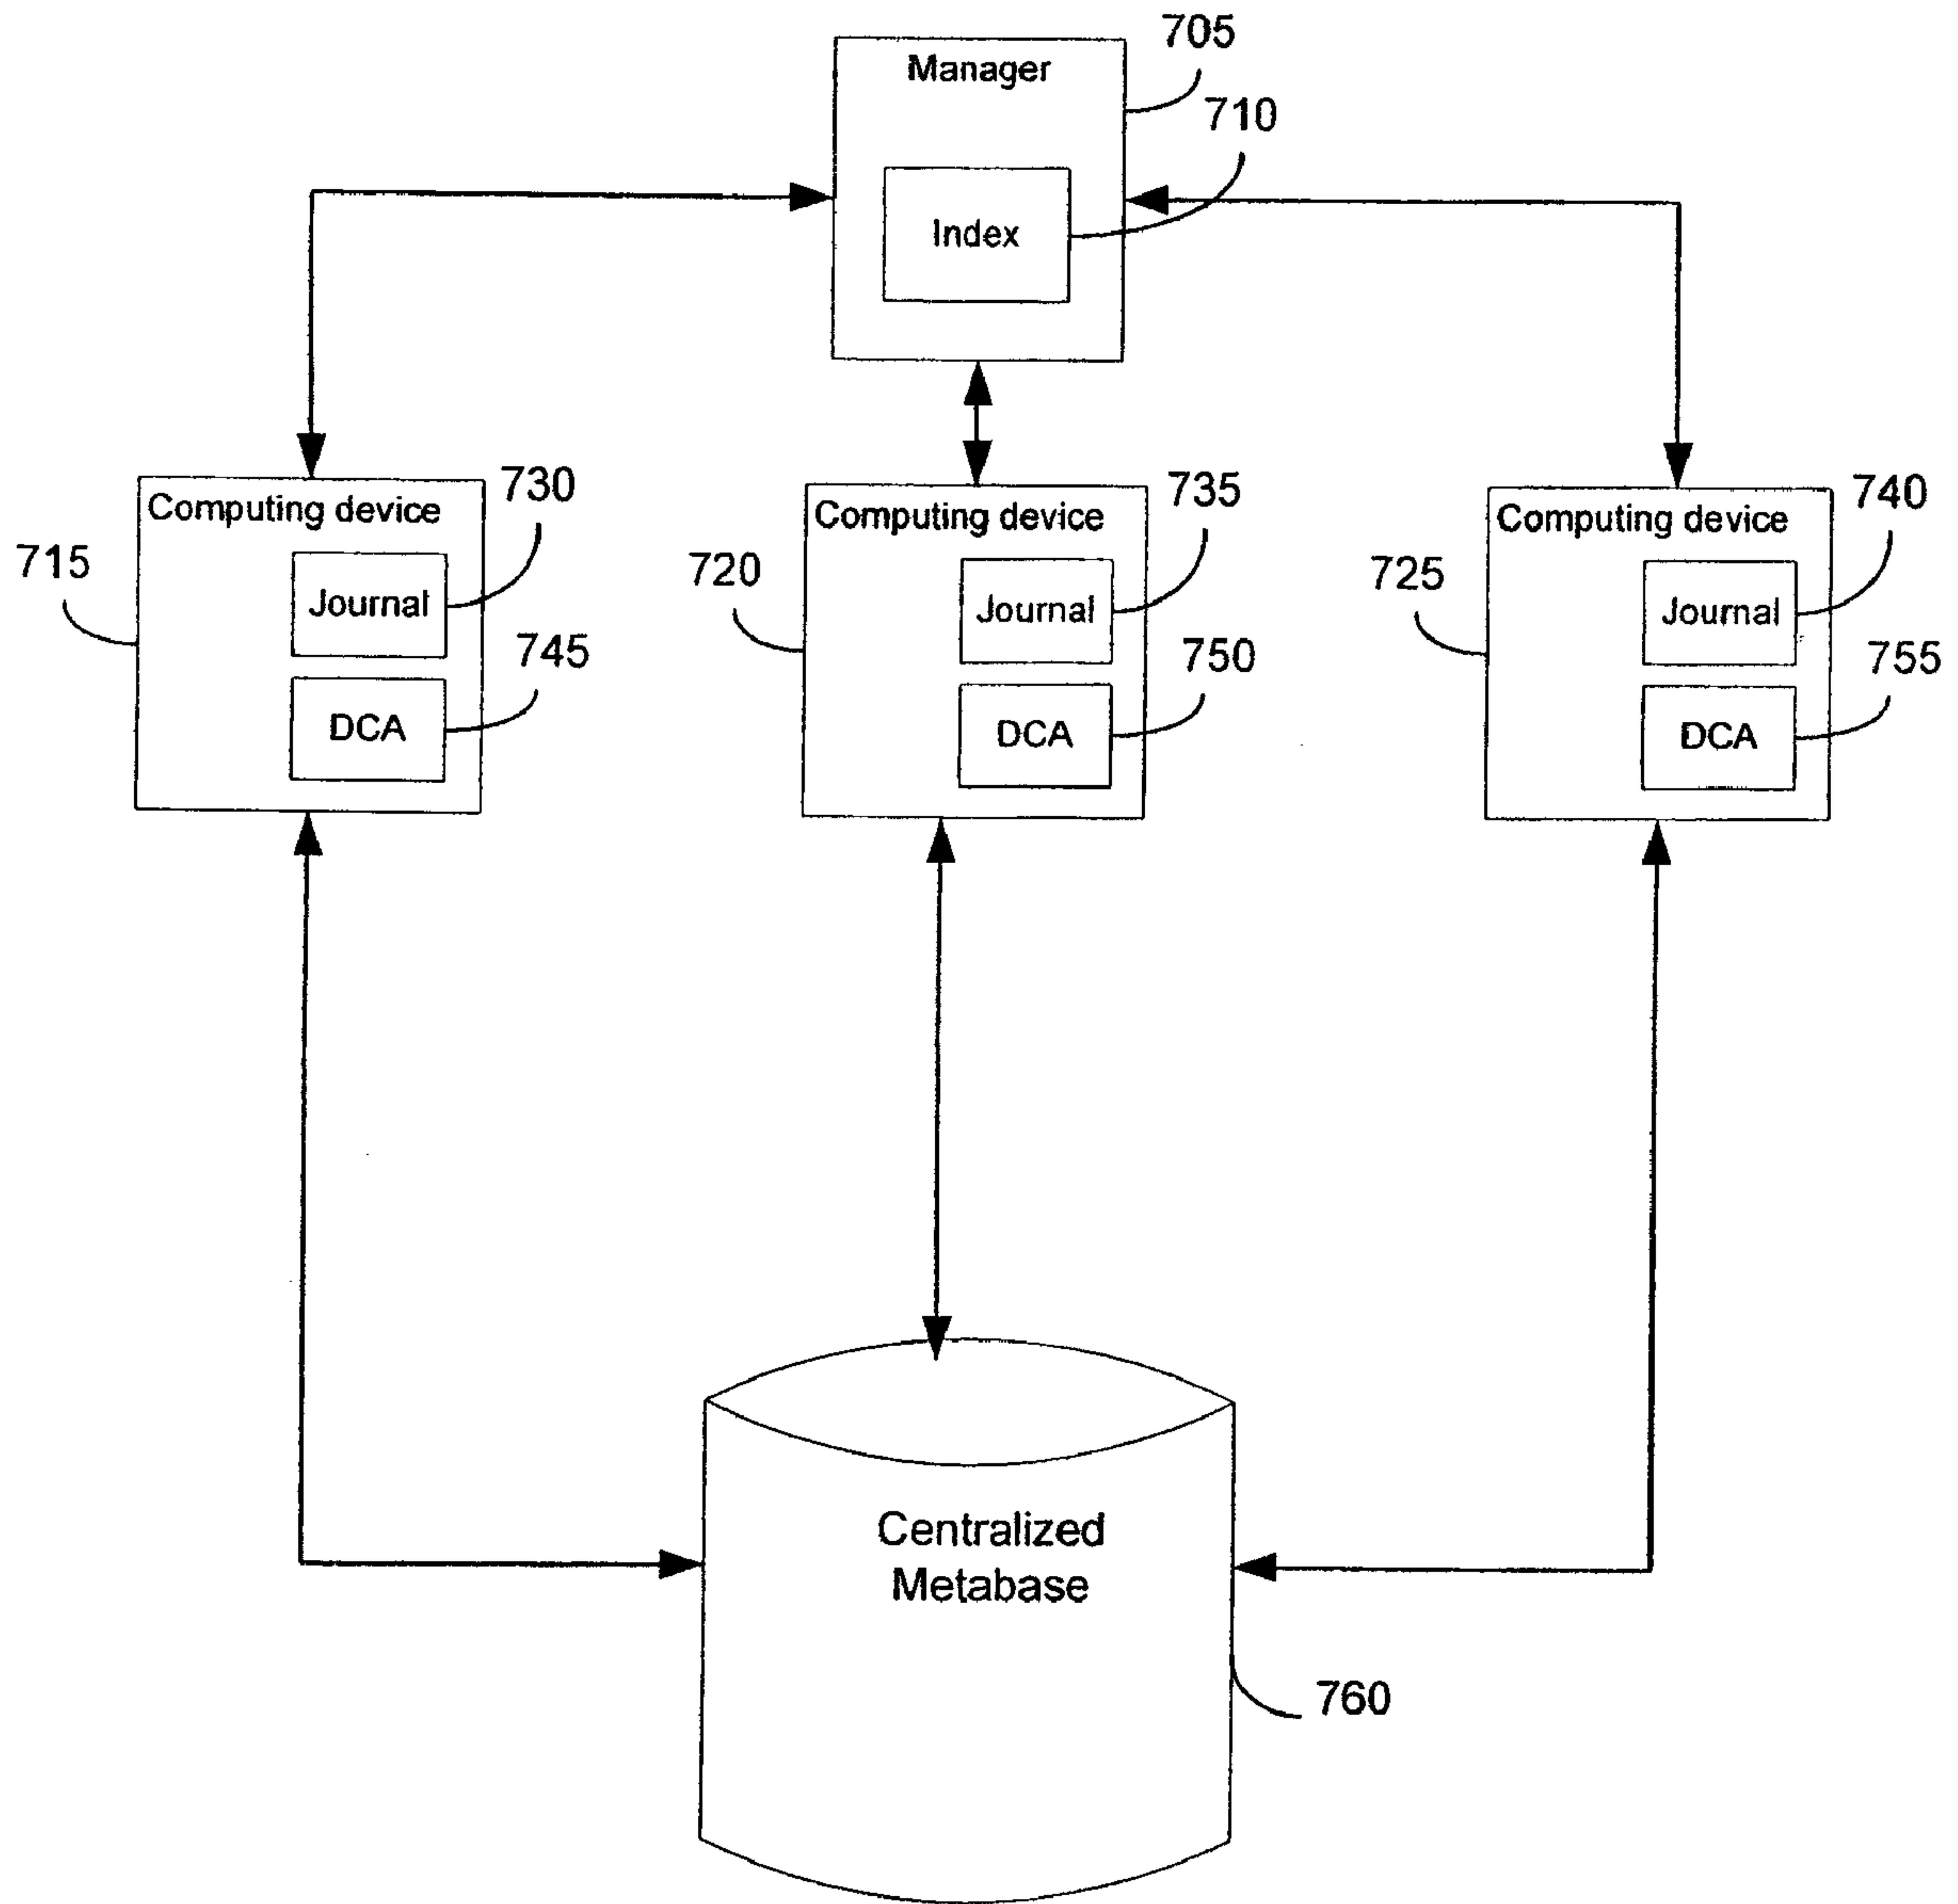 705
Manager
710
Index
Computing device
730
Journal
715
745
DCA
Computing device
735
Journal
720
750
DCA
Computing device
740
Journal
725
755
DCA
Centralized
Metabase
760